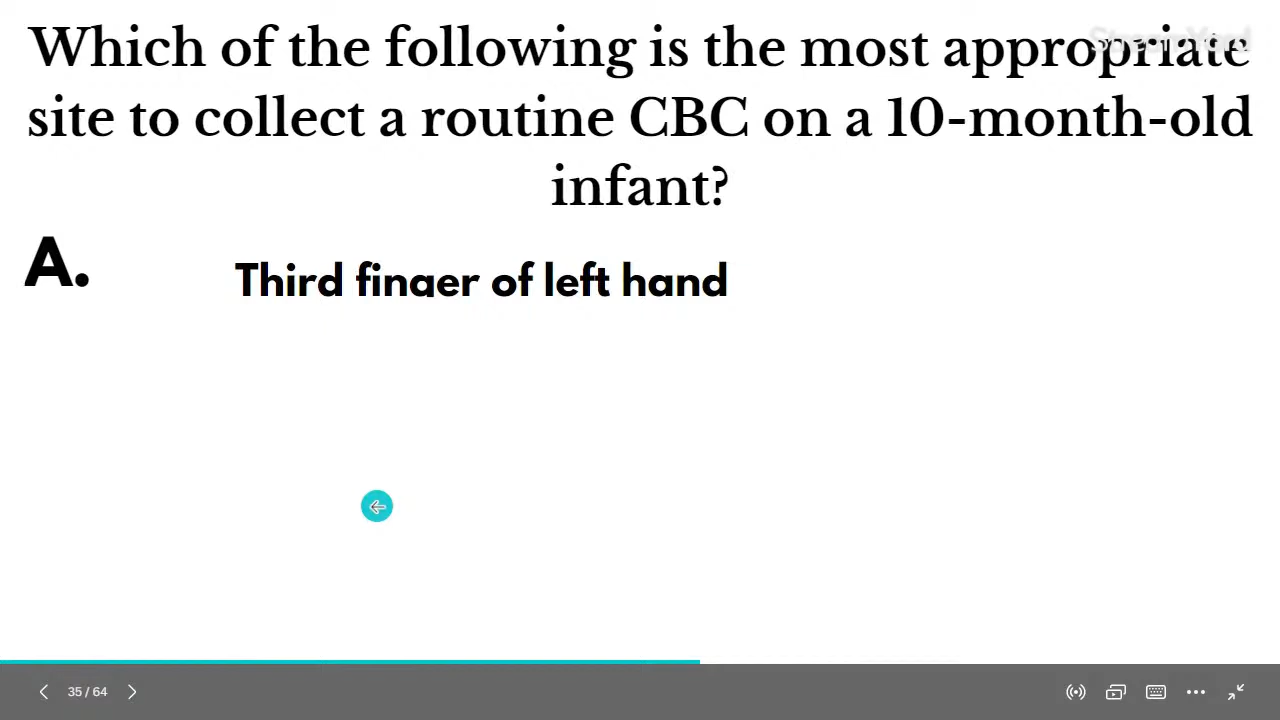 Which of the following is the most appropriate
StreamYard
site to collect a routine CBC on a 10-month-old
infant?
A.
Third finger of left hand
35 / 64